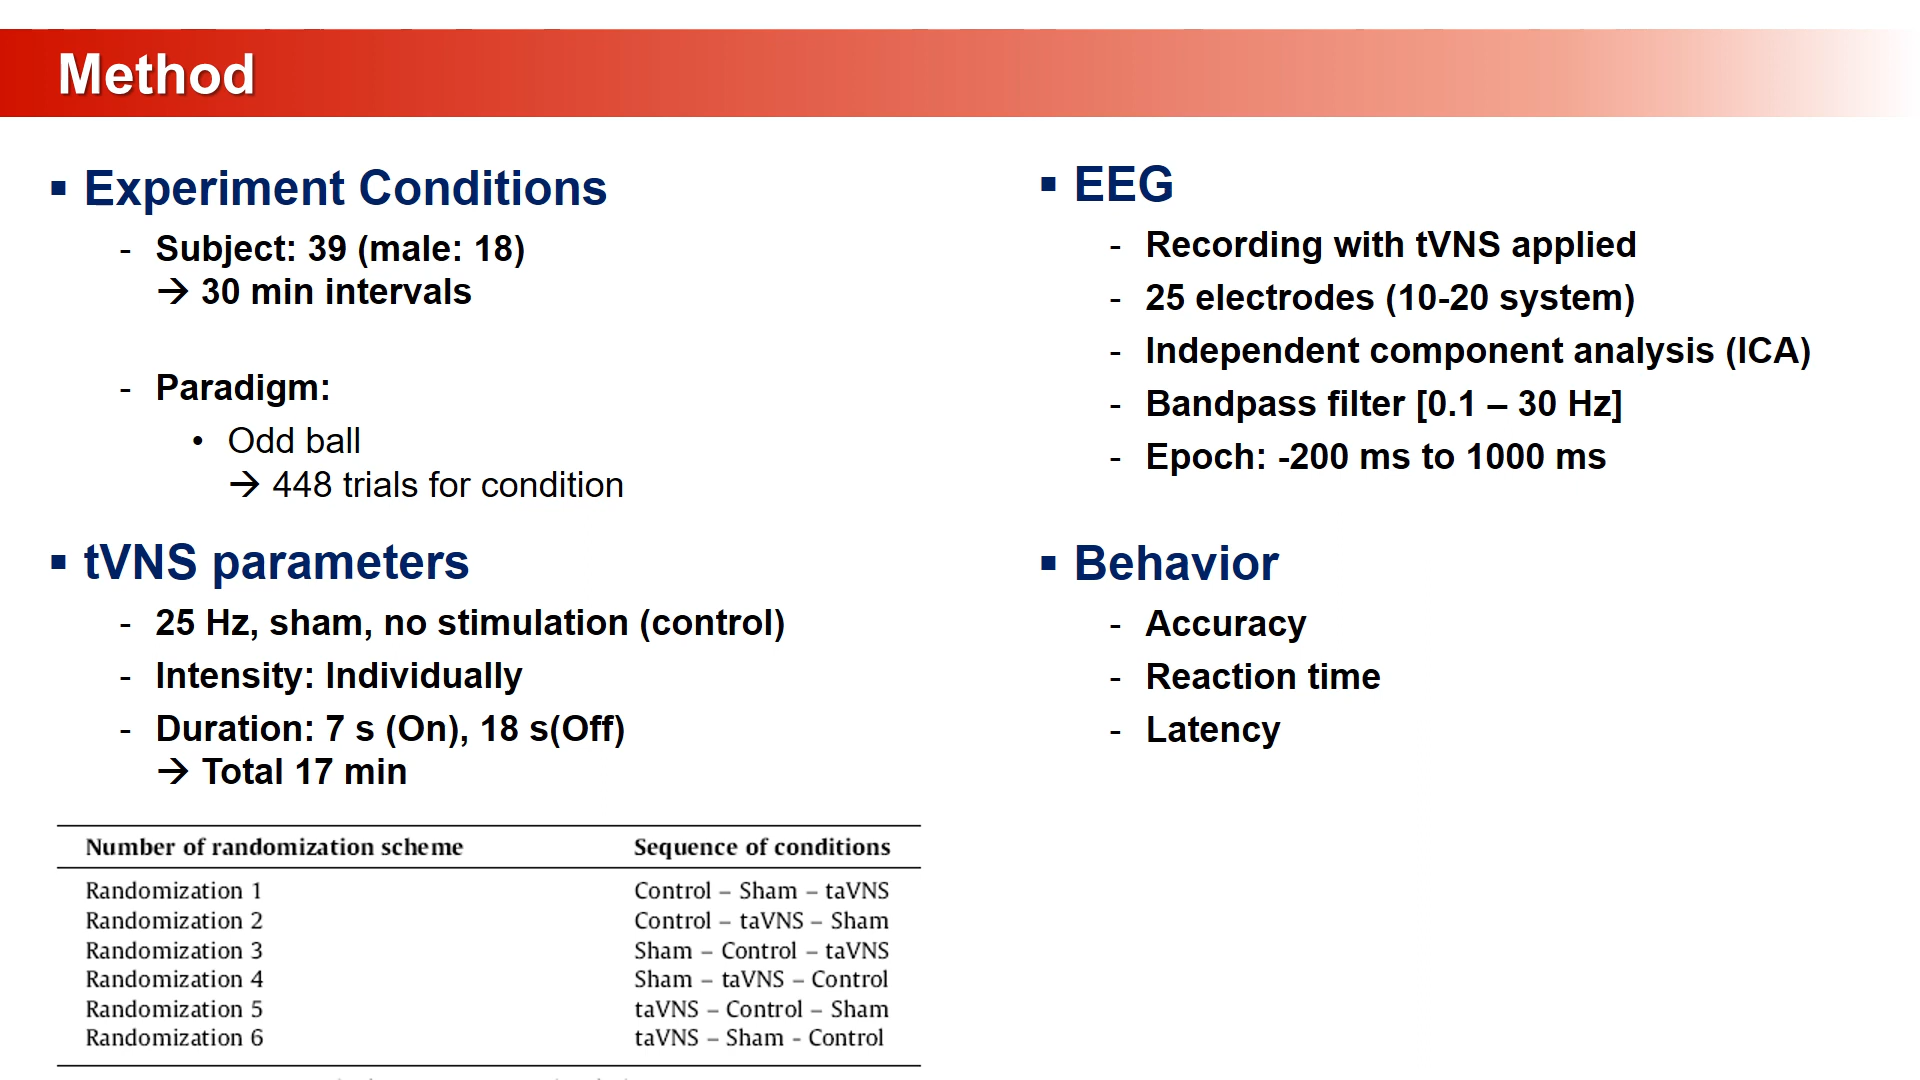 Method
▪ Experiment Conditions
- Subject: 39 (male: 18)
→ 30 min intervals
- Paradigm:
• Odd ball
→ 448 trials for condition
▪ tVNS parameters
- 25 Hz, sham, no stimulation (control)
- Intensity: Individually
- Duration: 7 s (On), 18 s(Off)
→ Total 17 min
Number of randomization scheme Sequence of conditions
Randomization 1 Control – Sham – taVNS
Randomization 2 Control – taVNS – Sham
Randomization 3 Sham – Control – taVNS
Randomization 4 Sham – taVNS – Control
Randomization 5 taVNS – Control – Sham
Randomization 6 taVNS – Sham - Control
▪ EEG
- Recording with tVNS applied
- 25 electrodes (10-20 system)
- Independent component analysis (ICA)
- Bandpass filter [0.1 – 30 Hz]
- Epoch: -200 ms to 1000 ms
▪ Behavior
- Accuracy
- Reaction time
- Latency